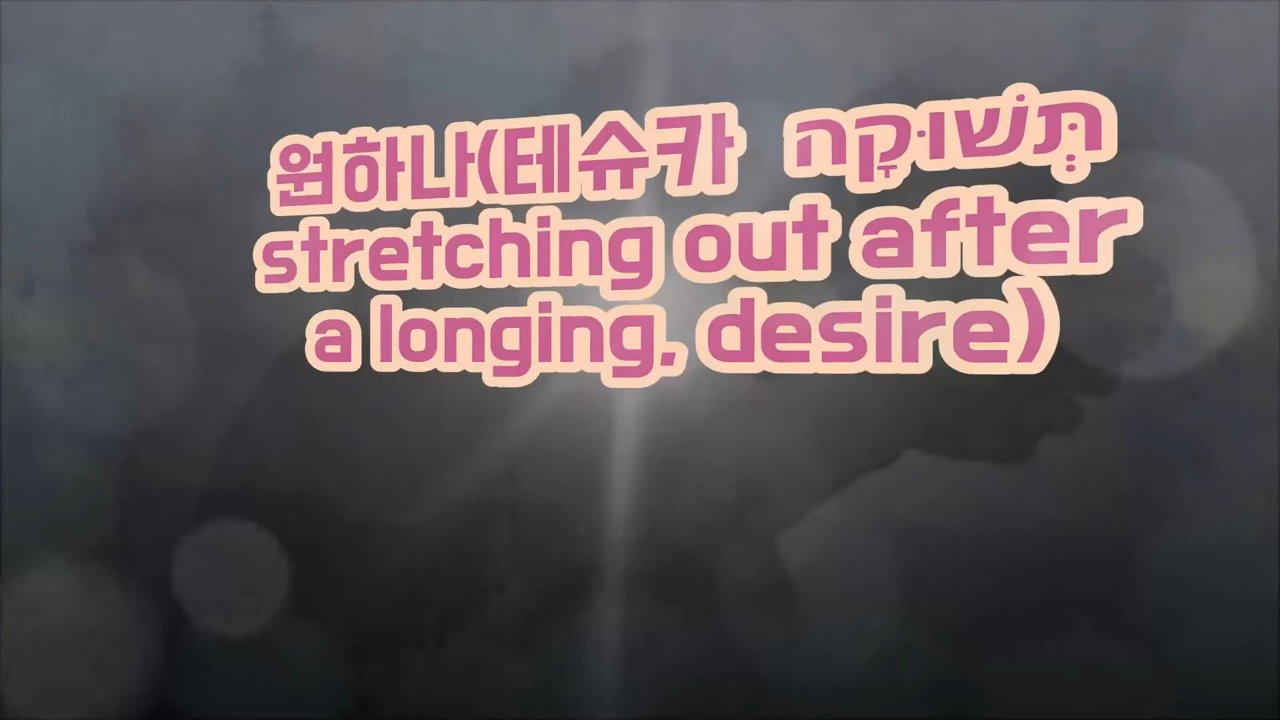 원하나(테슈카 תְּשׁוּקָה
stretching out after
a longing, desire)